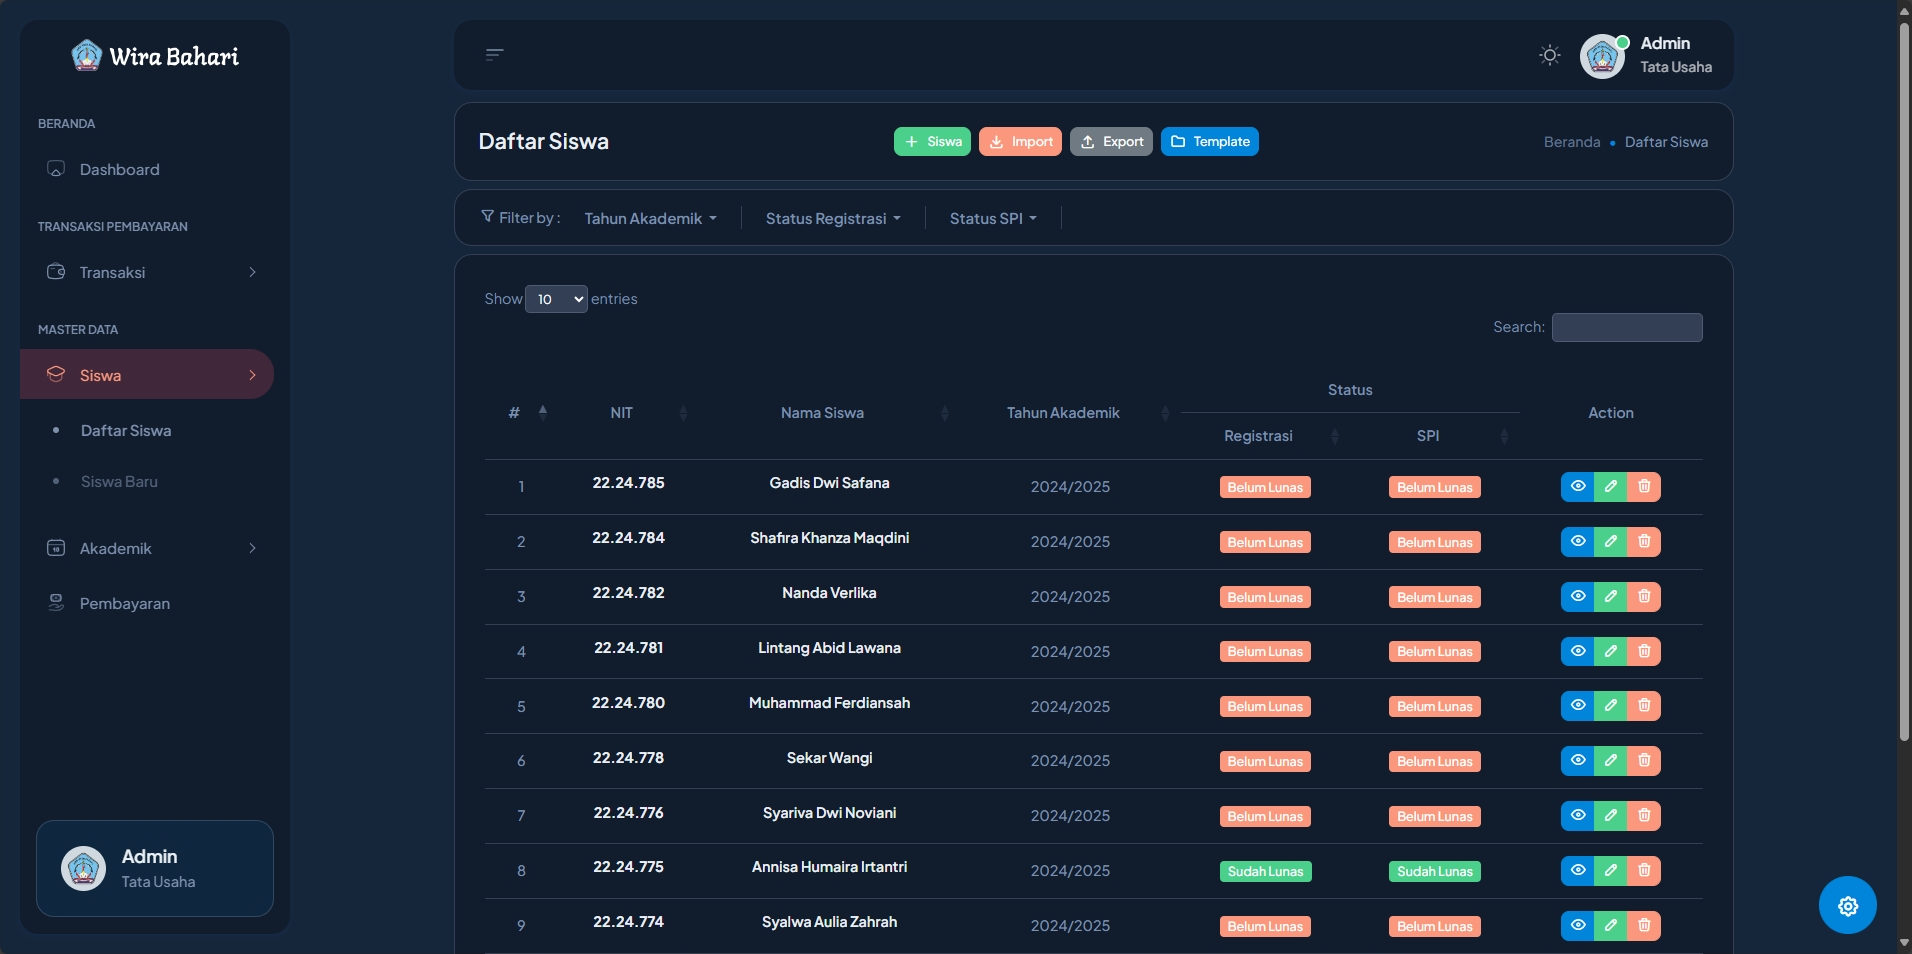 Wira Bahari
BERANDA
Dashboard
TRANSAKSI PEMBAYARAN
Transaksi
MASTER DATA
Siswa
Daftar Siswa
Siswa Baru
Akademik
Pembayaran
Admin
Tata Usaha
Admin
Tata Usaha
Daftar Siswa
Siswa Import Export Template
Beranda • Daftar Siswa
Filter by : Tahun Akademik Status Registrasi Status SPI
Show 10 entries
Search:
# NIT Nama Siswa Tahun Akademik Status Action
Registrasi SPI
1 22.24.785 Gadis Dwi Safana 2024/2025 Belum Lunas Belum Lunas
2 22.24.784 Shafira Khanza Maqdini 2024/2025 Belum Lunas Belum Lunas
3 22.24.782 Nanda Verlika 2024/2025 Belum Lunas Belum Lunas
4 22.24.781 Lintang Abid Lawana 2024/2025 Belum Lunas Belum Lunas
5 22.24.780 Muhammad Ferdiansah 2024/2025 Belum Lunas Belum Lunas
6 22.24.778 Sekar Wangi 2024/2025 Belum Lunas Belum Lunas
7 22.24.776 Syariva Dwi Noviani 2024/2025 Belum Lunas Belum Lunas
8 22.24.775 Annisa Humaira Irtantri 2024/2025 Sudah Lunas Sudah Lunas
9 22.24.774 Syalwa Aulia Zahrah 2024/2025 Belum Lunas Belum Lunas